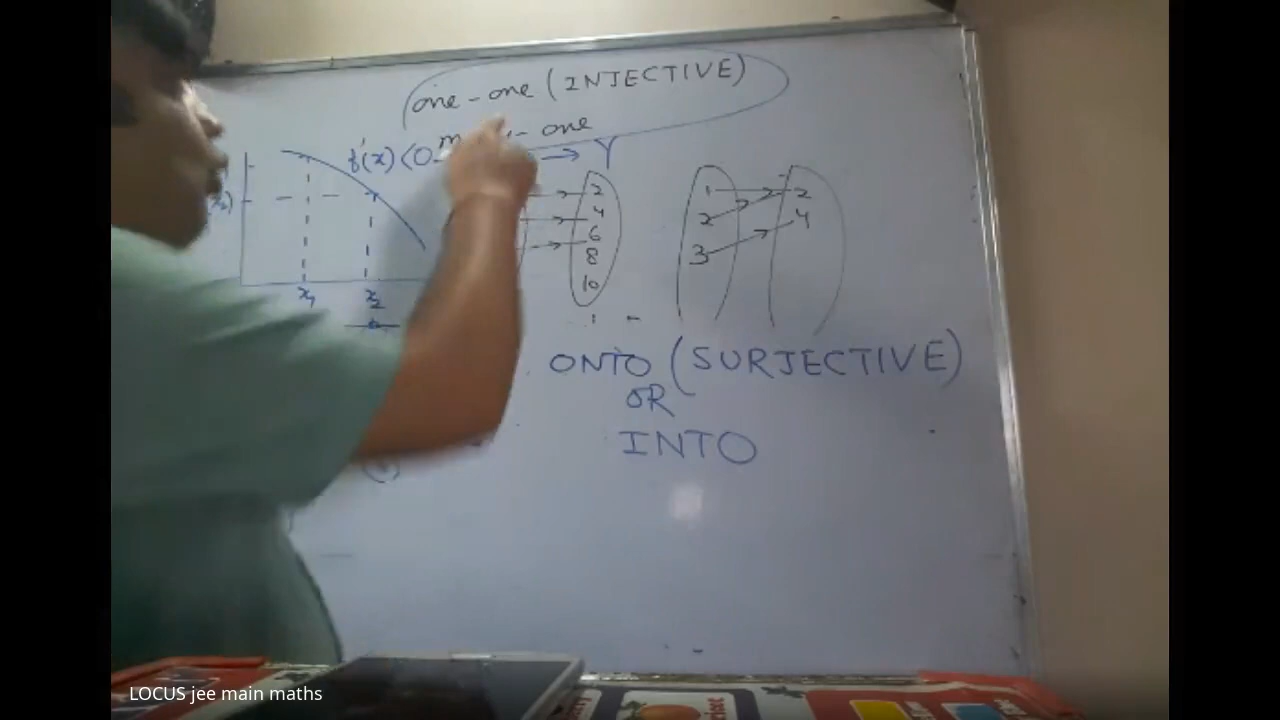 one-one (INJECTIVE)
one
f'(x)<0 → Y
1 2
2 4
3
2
4
6
8
10
x₁ x₂
ONTO (SURJECTIVE)
OR
INTO
LOCUS jee main maths